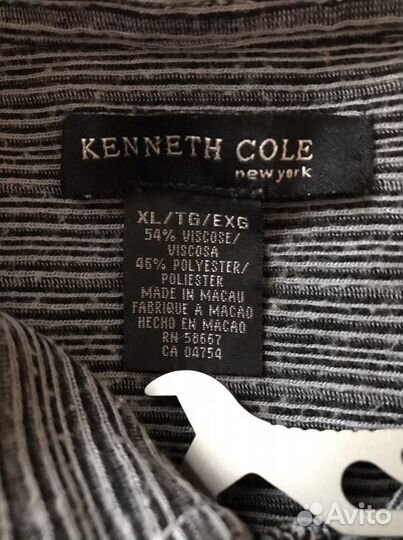 KENNETH COLE
new york
XL/TG/EXG
54% VISCOSE/
VISCOSA
46% POLYESTER/
POLIESTER
MADE IN MACAU
FABRIQUE A MACAO
HECHO EN MACAO
RN 58667
CA 04754
Avito